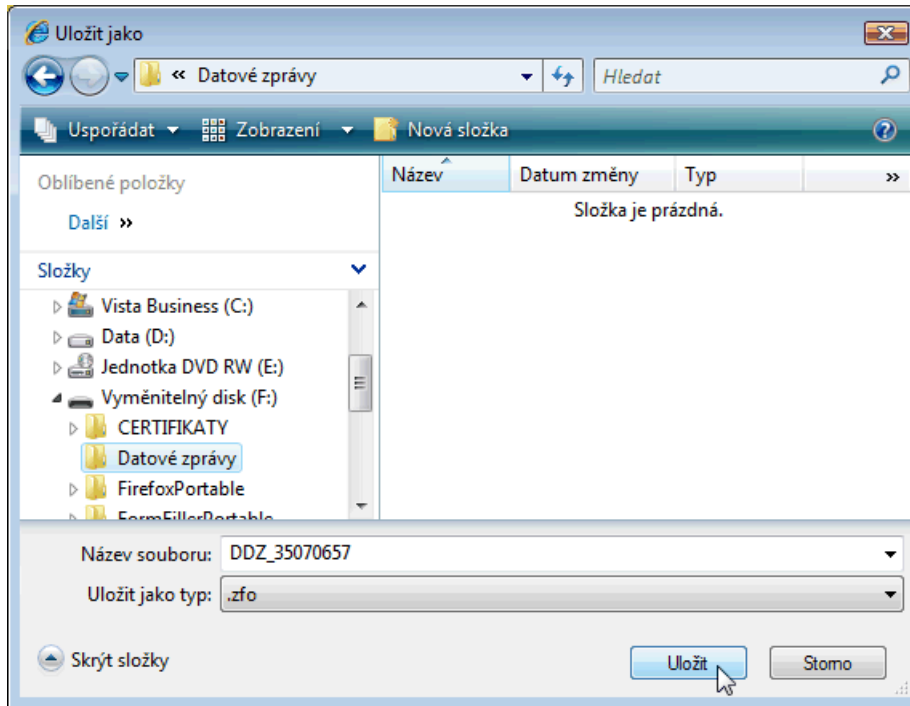 Uložit jako
« Datové zprávy
Hledat
Uspořádat Zobrazení Nová složka
Oblíbené položky
Další »
Složky
Vista Business (C:)
Data (D:)
Jednotka DVD RW (E:)
Vyměnitelný disk (F:)
CERTIFIKATY
Datové zprávy
FirefoxPortable
FormFillerPortable
Název Datum změny Typ »
Složka je prázdná.
Název souboru: DDZ_35070657
Uložit jako typ: .zfo
Skrýt složky
Uložit Storno